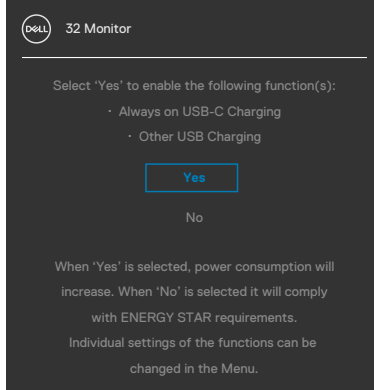 DELL
32 Monitor
Select ‘Yes’ to enable the following function(s):
· Always on USB-C Charging
· Other USB Charging
Yes
No
When ‘Yes’ is selected, power consumption will
increase. When ‘No’ is selected it will comply
with ENERGY STAR requirements.
Individual settings of the functions can be
changed in the Menu.